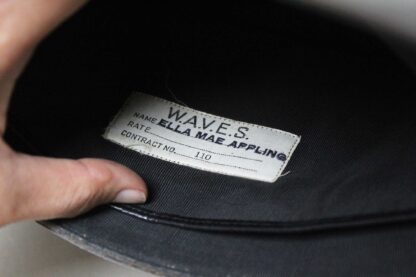 W.A.V.E.S.
NAME ELLA MAE APPLING
RATE
CONTRACT NO. 110